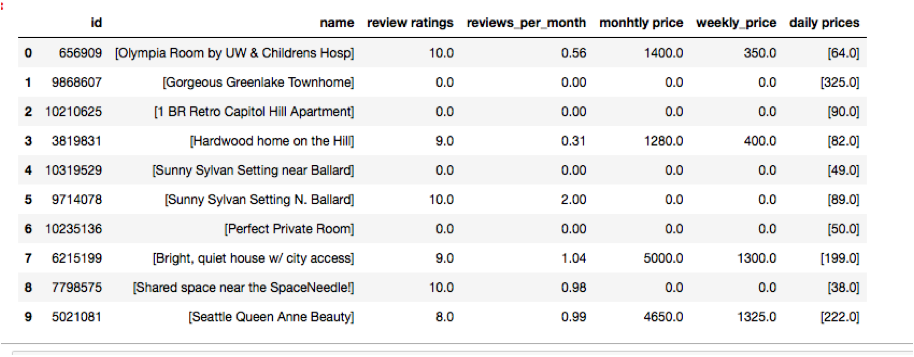 id name review ratings reviews_per_month monhtly price weekly_price daily prices
0 656909 [Olympia Room by UW & Childrens Hosp] 10.0 0.56 1400.0 350.0 [64.0]
1 9868607 [Gorgeous Greenlake Townhome] 0.0 0.00 0.0 0.0 [325.0]
2 10210625 [1 BR Retro Capitol Hill Apartment] 0.0 0.00 0.0 0.0 [90.0]
3 3819831 [Hardwood home on the Hill] 9.0 0.31 1280.0 400.0 [82.0]
4 10319529 [Sunny Sylvan Setting near Ballard] 0.0 0.00 0.0 0.0 [49.0]
5 9714078 [Sunny Sylvan Setting N. Ballard] 10.0 2.00 0.0 0.0 [89.0]
6 10235136 [Perfect Private Room] 0.0 0.00 0.0 0.0 [50.0]
7 6215199 [Bright, quiet house w/ city access] 9.0 1.04 5000.0 1300.0 [199.0]
8 7798575 [Shared space near the SpaceNeedle!] 10.0 0.98 0.0 0.0 [38.0]
9 5021081 [Seattle Queen Anne Beauty] 8.0 0.99 4650.0 1325.0 [222.0]